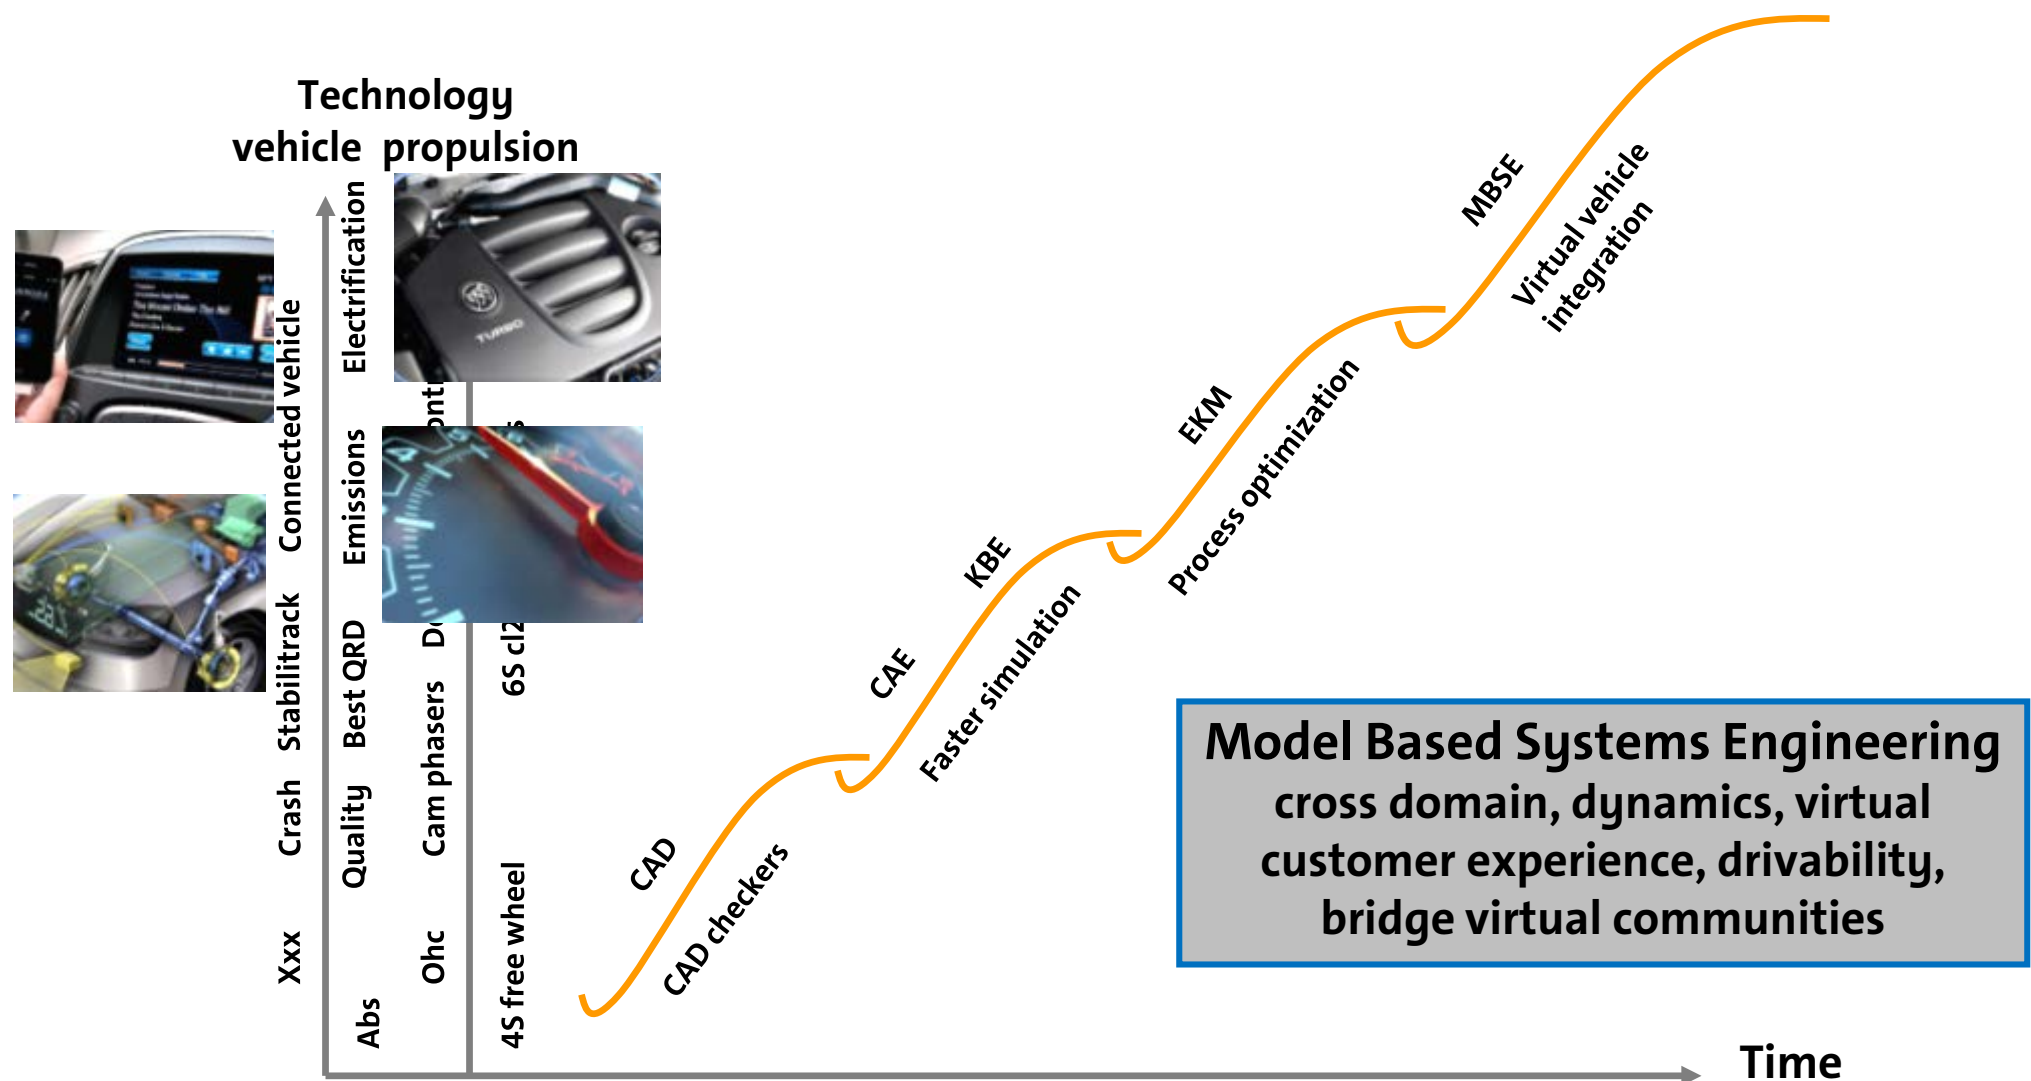 Technology
vehicle propulsion
Electrification
Connected vehicle
Emissions
Stabilitrack
Best QRD
6S
Crash
Quality
Cam phasers
Xxx
Ohc
Abs
4S free wheel
TURBO
CAD
CAD checkers
CAE
KBE
Faster simulation
EKM
Process optimization
MBSE
Virtual vehicle
integration
Model Based Systems Engineering
cross domain, dynamics, virtual
customer experience, drivability,
bridge virtual communities
Time